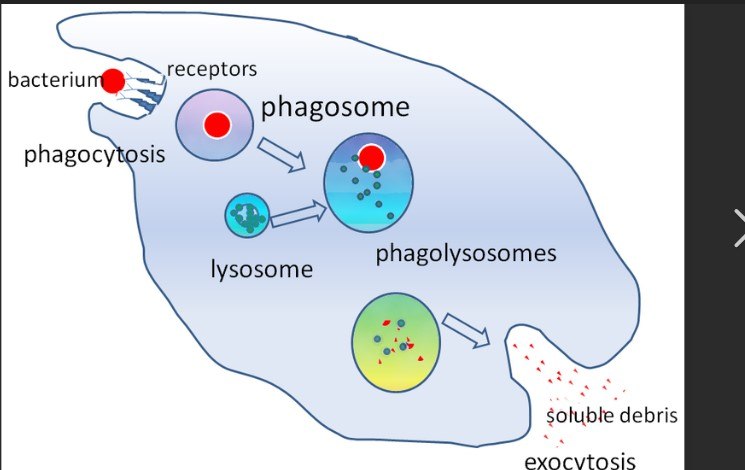 bacterium
receptors
phagosome
phagocytosis
lysosome
phagolysosomes
soluble debris
exocytosis